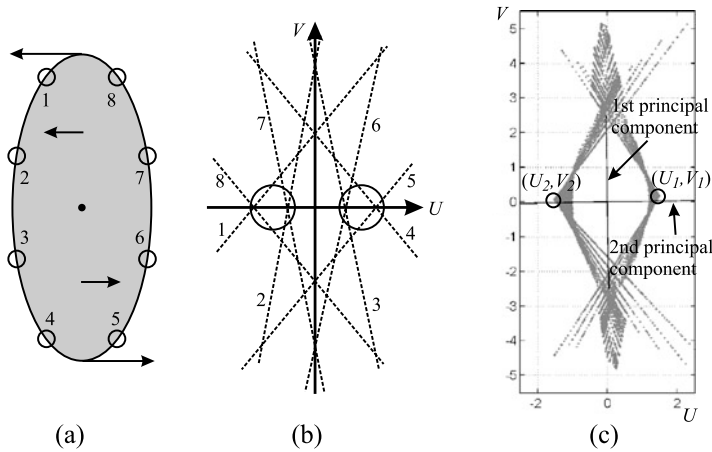 1
8
2
7
3
6
4
5
(a)
V
7
6
8
5
U
1
4
2
3
(b)
V
5
4
3
1st principal
component
2
1
(U2,V2)
(U1,V1)
0
-1
2nd principal
component
-2
-3
-4
-5
-2
0
2
U
(c)